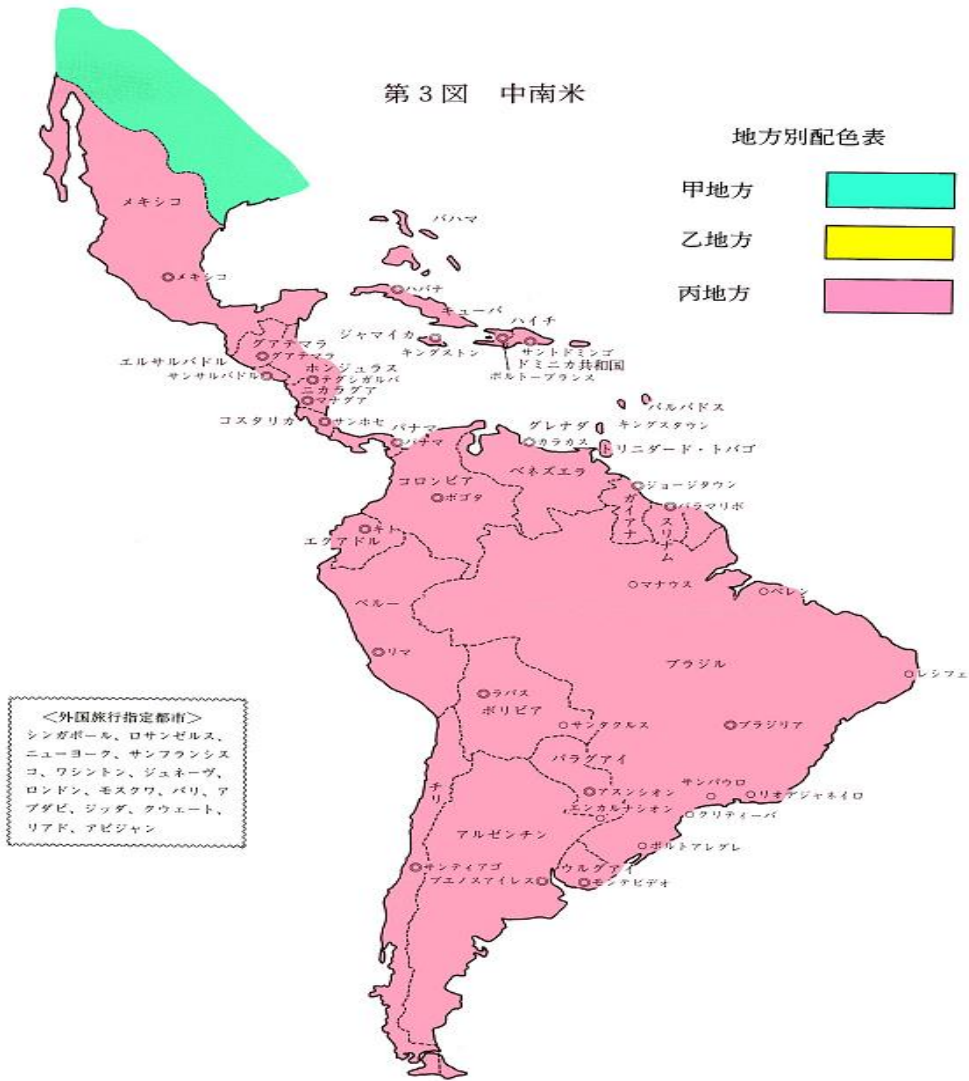 第3図 中南米
地方別配色表
甲地方
乙地方
丙地方
メキシコ
◎メキシコ
バハマ
◎ハバナ
キューバ
ハイチ
ジャマイカ
キングストン
サントドミンゴ
ドミニカ共和国
ポルトープランス
グアテマラ
◎グアテマラ
エルサルバドル
サンサルバドル◎
ホンジュラス
◎テグシガルパ
ニカラグア
◎マナグア
コスタリカ
◎サンホセ
パナマ
◎パナマ
バルバドス
グレナダ
キングスタウン
◎カラカス
トリニダード・トバゴ
ベネズエラ
コロンビア
◎ボゴタ
◎ジョージタウン
ガイアナ
◎パラマリボ
スリナム
◎キト
エクアドル
○マナウス
○ベレン
ペルー
◎リマ
ブラジル
○レシフェ
◎ラパス
ボリビア
○サンタクルス
◎ブラジリア
パラグアイ
サンパウロ
◎アスンシオン
○リオデジャネイロ
エンカルナシオン
○クリティーバ
チリ
アルゼンチン
○ポルトアレグレ
◎サンティアゴ
ウルグアイ
ブエノスアイレス◎
◎モンテビデオ
<外国旅行指定都市>
シンガポール、ロサンゼルス、
ニューヨーク、サンフランシス
コ、ワシントン、ジュネーヴ、
ロンドン、モスクワ、パリ、ア
ブダビ、ジッダ、クウェート、
リアド、アビジャン